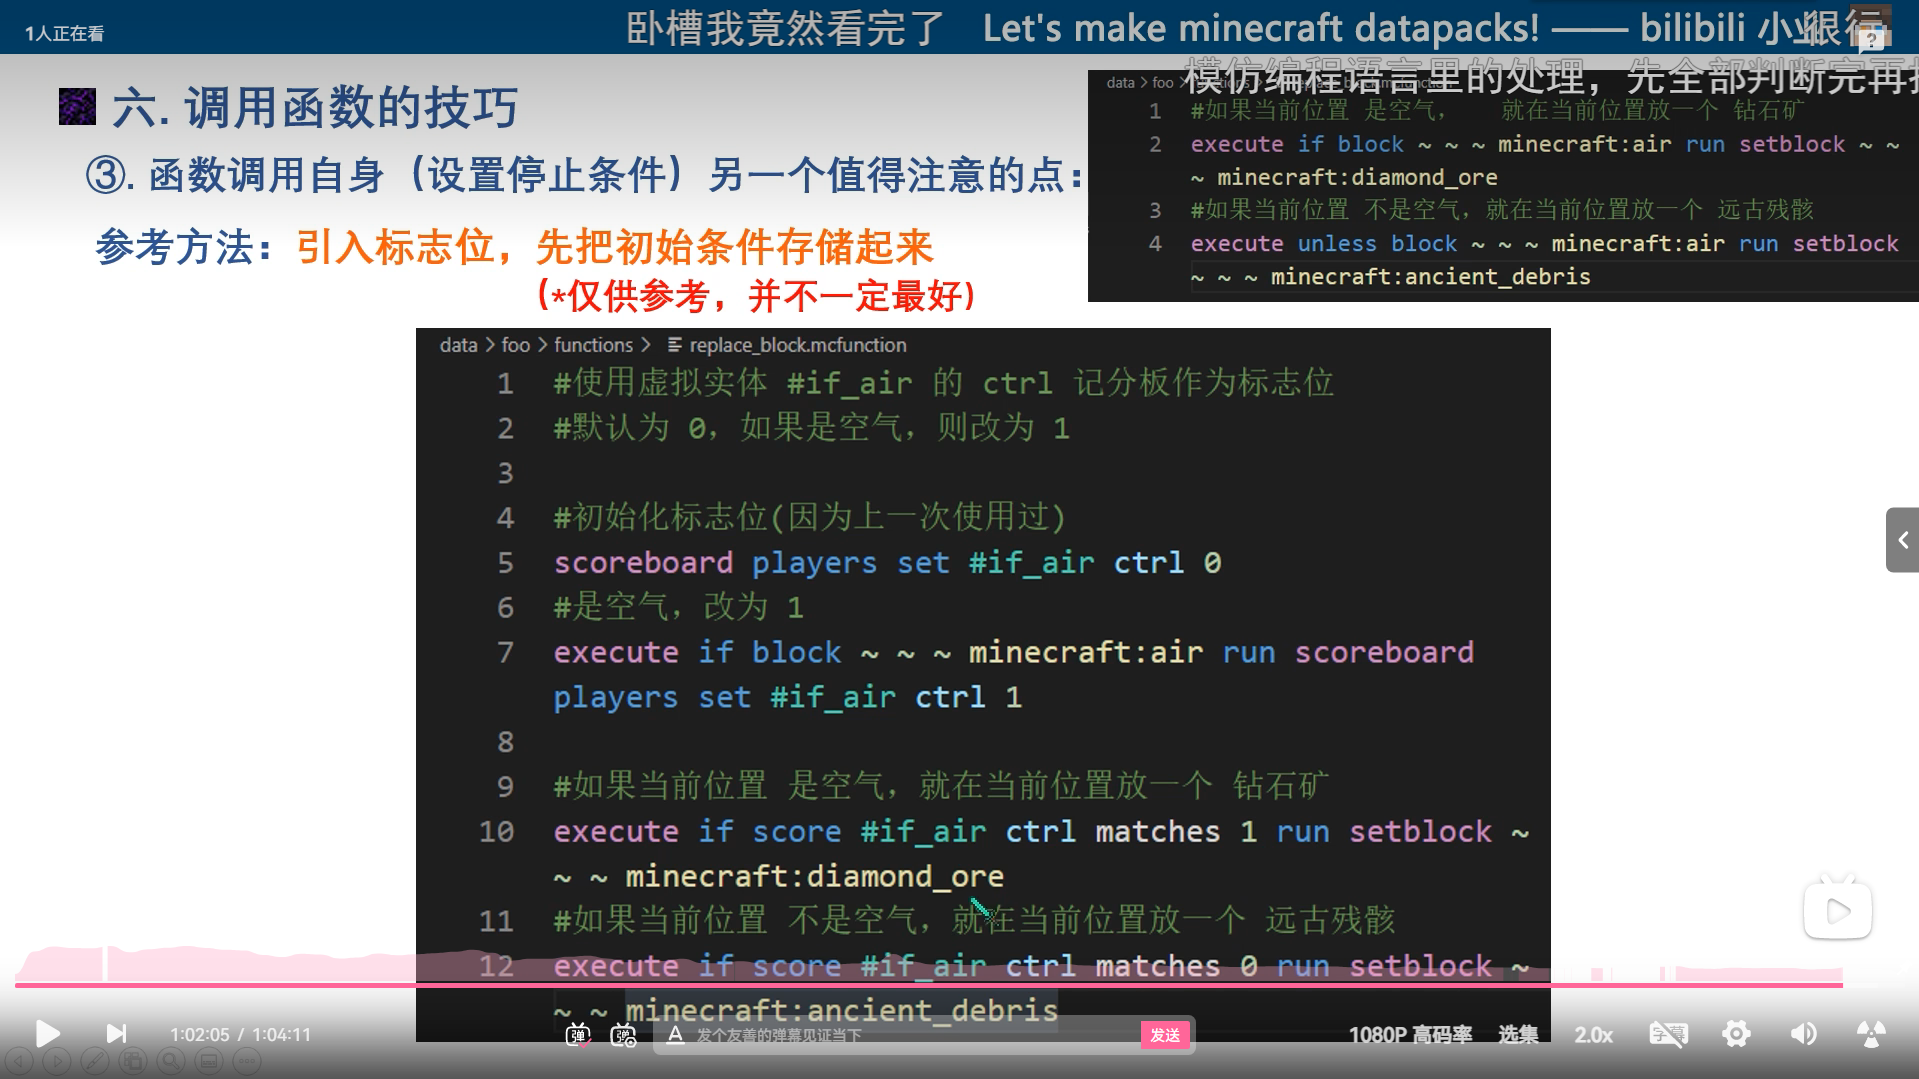 1人正在看
卧槽我竟然看完了
Let's make minecraft datapacks! —— bilibili 小
模仿编程语言里的处理，先全部判断完再
六. 调用函数的技巧
③. 函数调用自身（设置停止条件）另一个值得注意的点：
参考方法：引入标志位，先把初始条件存储起来
(*仅供参考，并不一定最好)
data > foo >
1 #如果当前位置 是空气， 就在当前位置放一个 钻石矿
2 execute if block ~ ~ ~ minecraft:air run setblock ~ ~
~ minecraft:diamond_ore
3 #如果当前位置 不是空气，就在当前位置放一个 远古残骸
4 execute unless block ~ ~ ~ minecraft:air run setblock
~ ~ ~ minecraft:ancient_debris
data > foo > functions > replace_block.mcfunction
1 #使用虚拟实体 #if_air 的 ctrl 记分板作为标志位
2 #默认为 0，如果是空气，则改为 1
3
4 #初始化标志位(因为上一次使用过)
5 scoreboard players set #if_air ctrl 0
6 #是空气，改为 1
7 execute if block ~ ~ ~ minecraft:air run scoreboard
players set #if_air ctrl 1
8
9 #如果当前位置 是空气，就在当前位置放一个 钻石矿
10 execute if score #if_air ctrl matches 1 run setblock ~
~ ~ minecraft:diamond_ore
11 #如果当前位置 不是空气，就在当前位置放一个 远古残骸
12 execute if score #if_air ctrl matches 0 run setblock ~
~ ~ minecraft:ancient_debris
1:02:05 / 1:04:11
弹
弹
A 发个友善的弹幕见证当下
发送
1080P 高码率
选集
2.0x
字幕